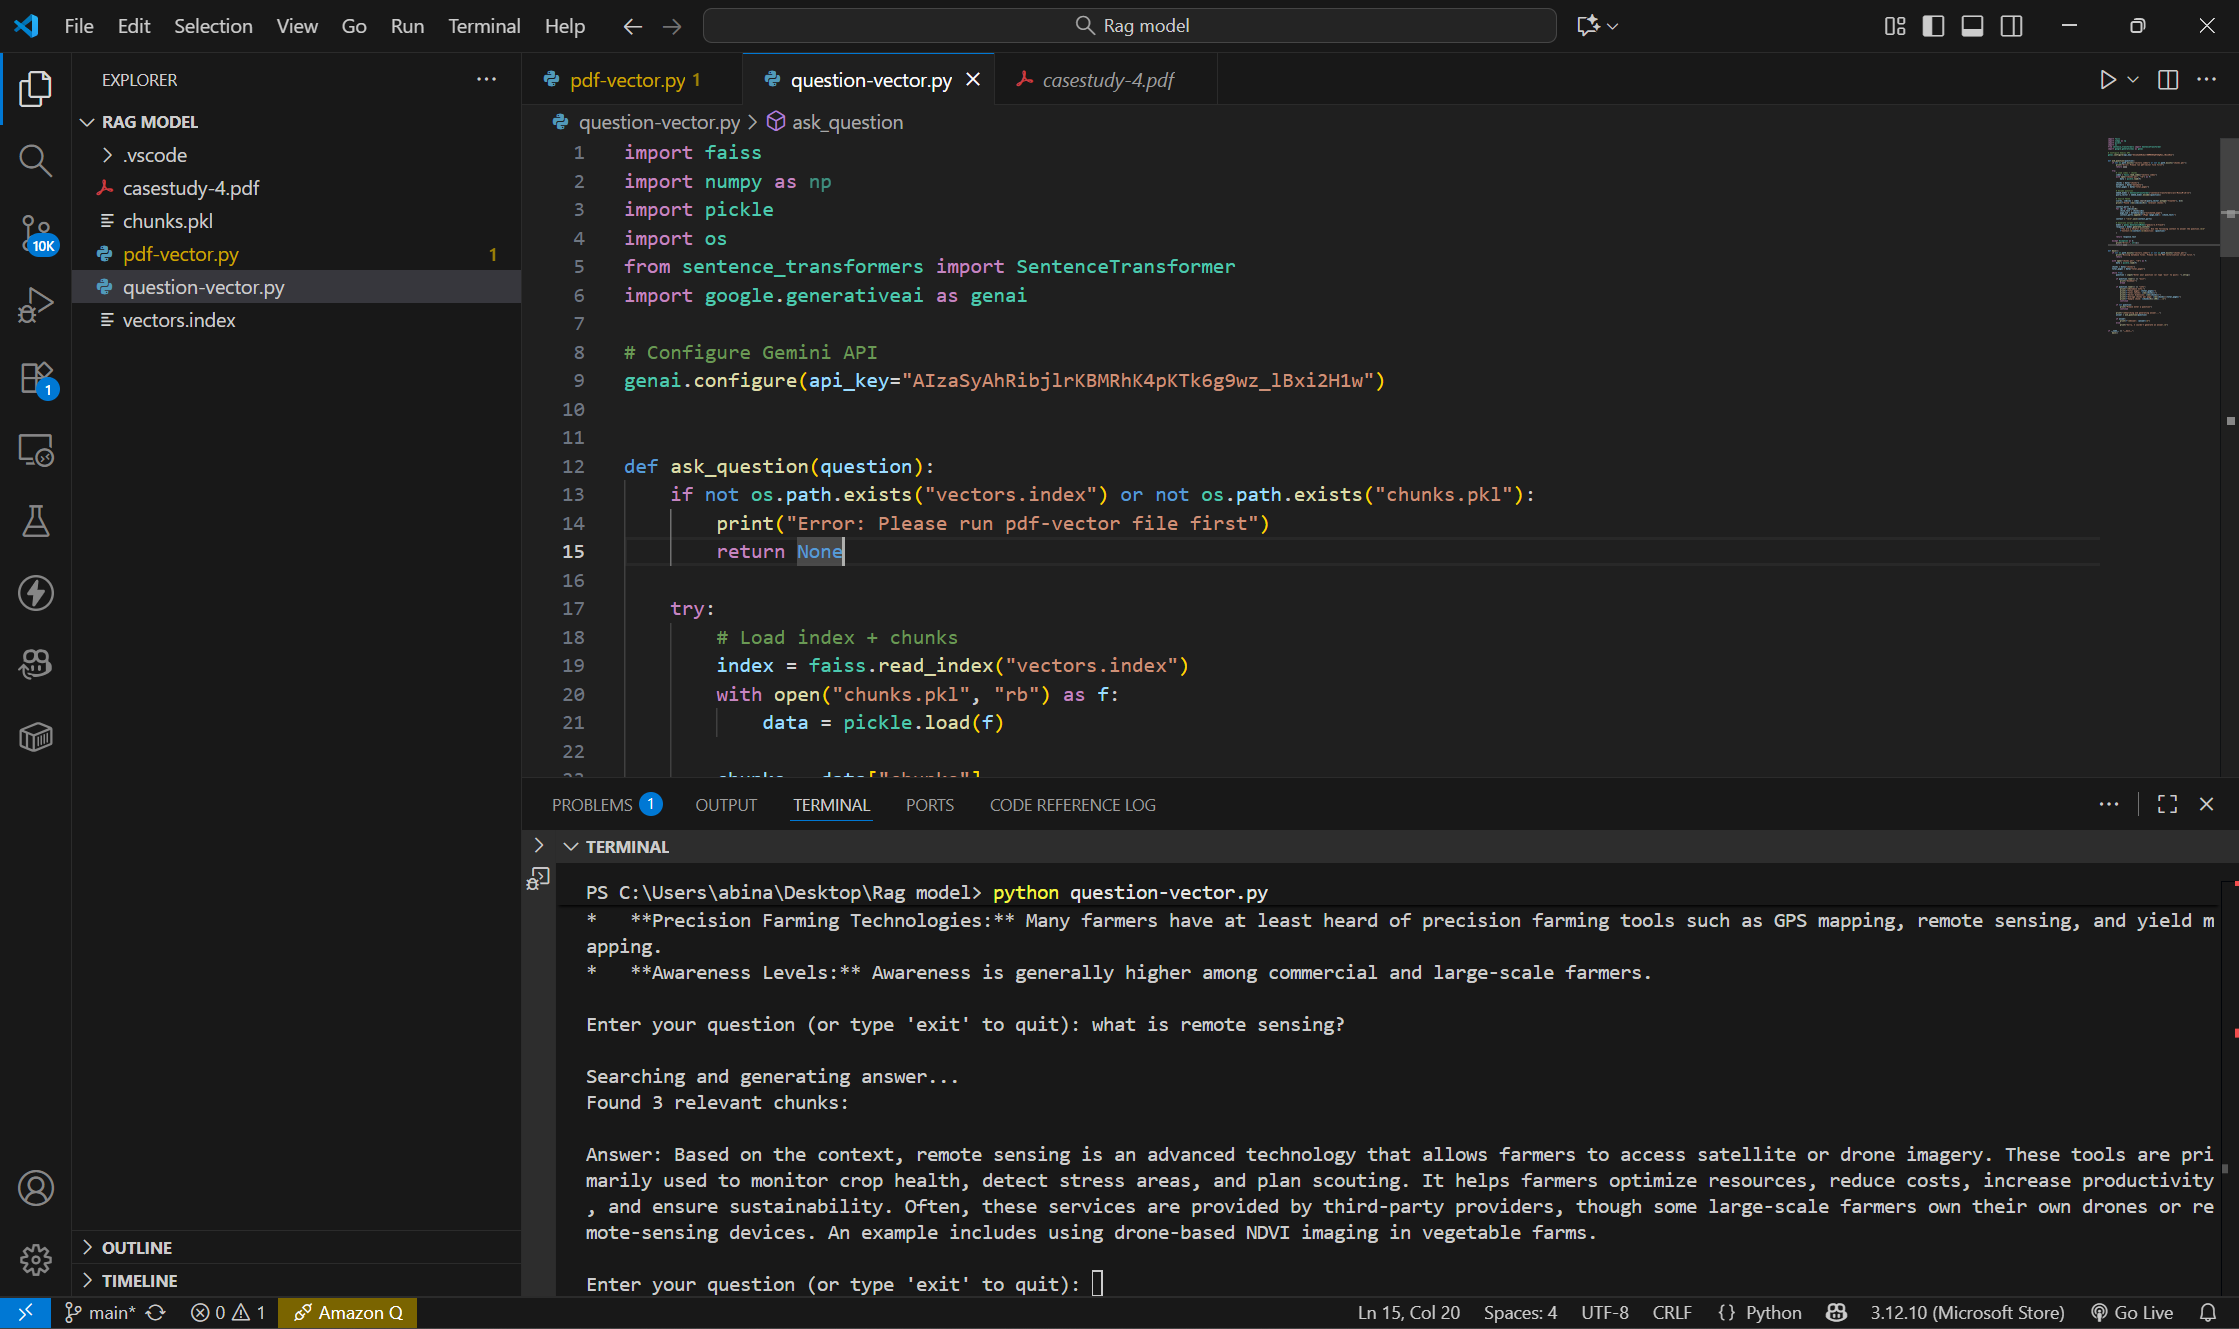 File Edit Selection View Go Run Terminal Help Rag model
EXPLORER
RAG MODEL
.vscode
casestudy-4.pdf
chunks.pkl
pdf-vector.py 1
question-vector.py
vectors.index
10K
1
OUTLINE
TIMELINE
pdf-vector.py 1 question-vector.py casestudy-4.pdf
question-vector.py > ask_question
1 import faiss
2 import numpy as np
3 import pickle
4 import os
5 from sentence_transformers import SentenceTransformer
6 import google.generativeai as genai
7
8 # Configure Gemini API
9 genai.configure(api_key="AIzaSyAhRibjlrKBMRhK4pKTk6g9wz_lBxi2H1w")
10
11
12 def ask_question(question):
13 if not os.path.exists("vectors.index") or not os.path.exists("chunks.pkl"):
14 print("Error: Please run pdf-vector file first")
15 return None
16
17 try:
18 # Load index + chunks
19 index = faiss.read_index("vectors.index")
20 with open("chunks.pkl", "rb") as f:
21 data = pickle.load(f)
22
PROBLEMS 1 OUTPUT TERMINAL PORTS CODE REFERENCE LOG
TERMINAL
PS C:\Users\abina\Desktop\Rag model> python question-vector.py
* **Precision Farming Technologies:** Many farmers have at least heard of precision farming tools such as GPS mapping, remote sensing, and yield m
apping.
* **Awareness Levels:** Awareness is generally higher among commercial and large-scale farmers.
Enter your question (or type 'exit' to quit): what is remote sensing?
Searching and generating answer...
Found 3 relevant chunks:
Answer: Based on the context, remote sensing is an advanced technology that allows farmers to access satellite or drone imagery. These tools are pri
marily used to monitor crop health, detect stress areas, and plan scouting. It helps farmers optimize resources, reduce costs, increase productivity
, and ensure sustainability. Often, these services are provided by third-party providers, though some large-scale farmers own their own drones or re
mote-sensing devices. An example includes using drone-based NDVI imaging in vegetable farms.
Enter your question (or type 'exit' to quit):
main* 0 1 Amazon Q Ln 15, Col 20 Spaces: 4 UTF-8 CRLF {} Python 3.12.10 (Microsoft Store) Go Live